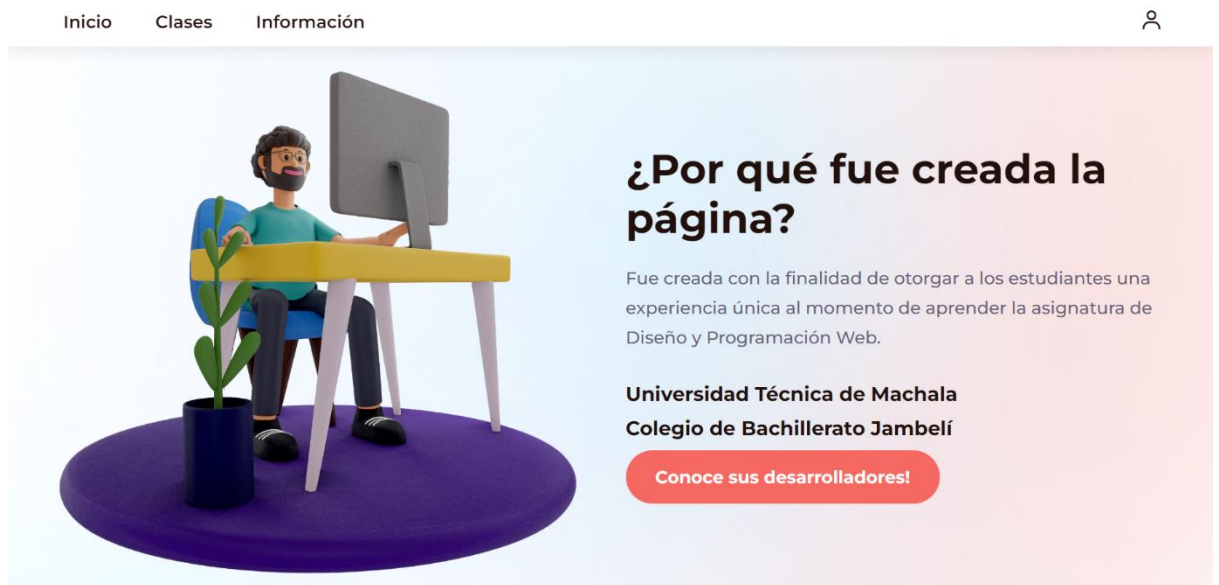 Inicio Clases Información
¿Por qué fue creada la
página?
Fue creada con la finalidad de otorgar a los estudiantes una
experiencia única al momento de aprender la asignatura de
Diseño y Programación Web.
Universidad Técnica de Machala
Colegio de Bachillerato Jambelí
Conoce sus desarrolladores!